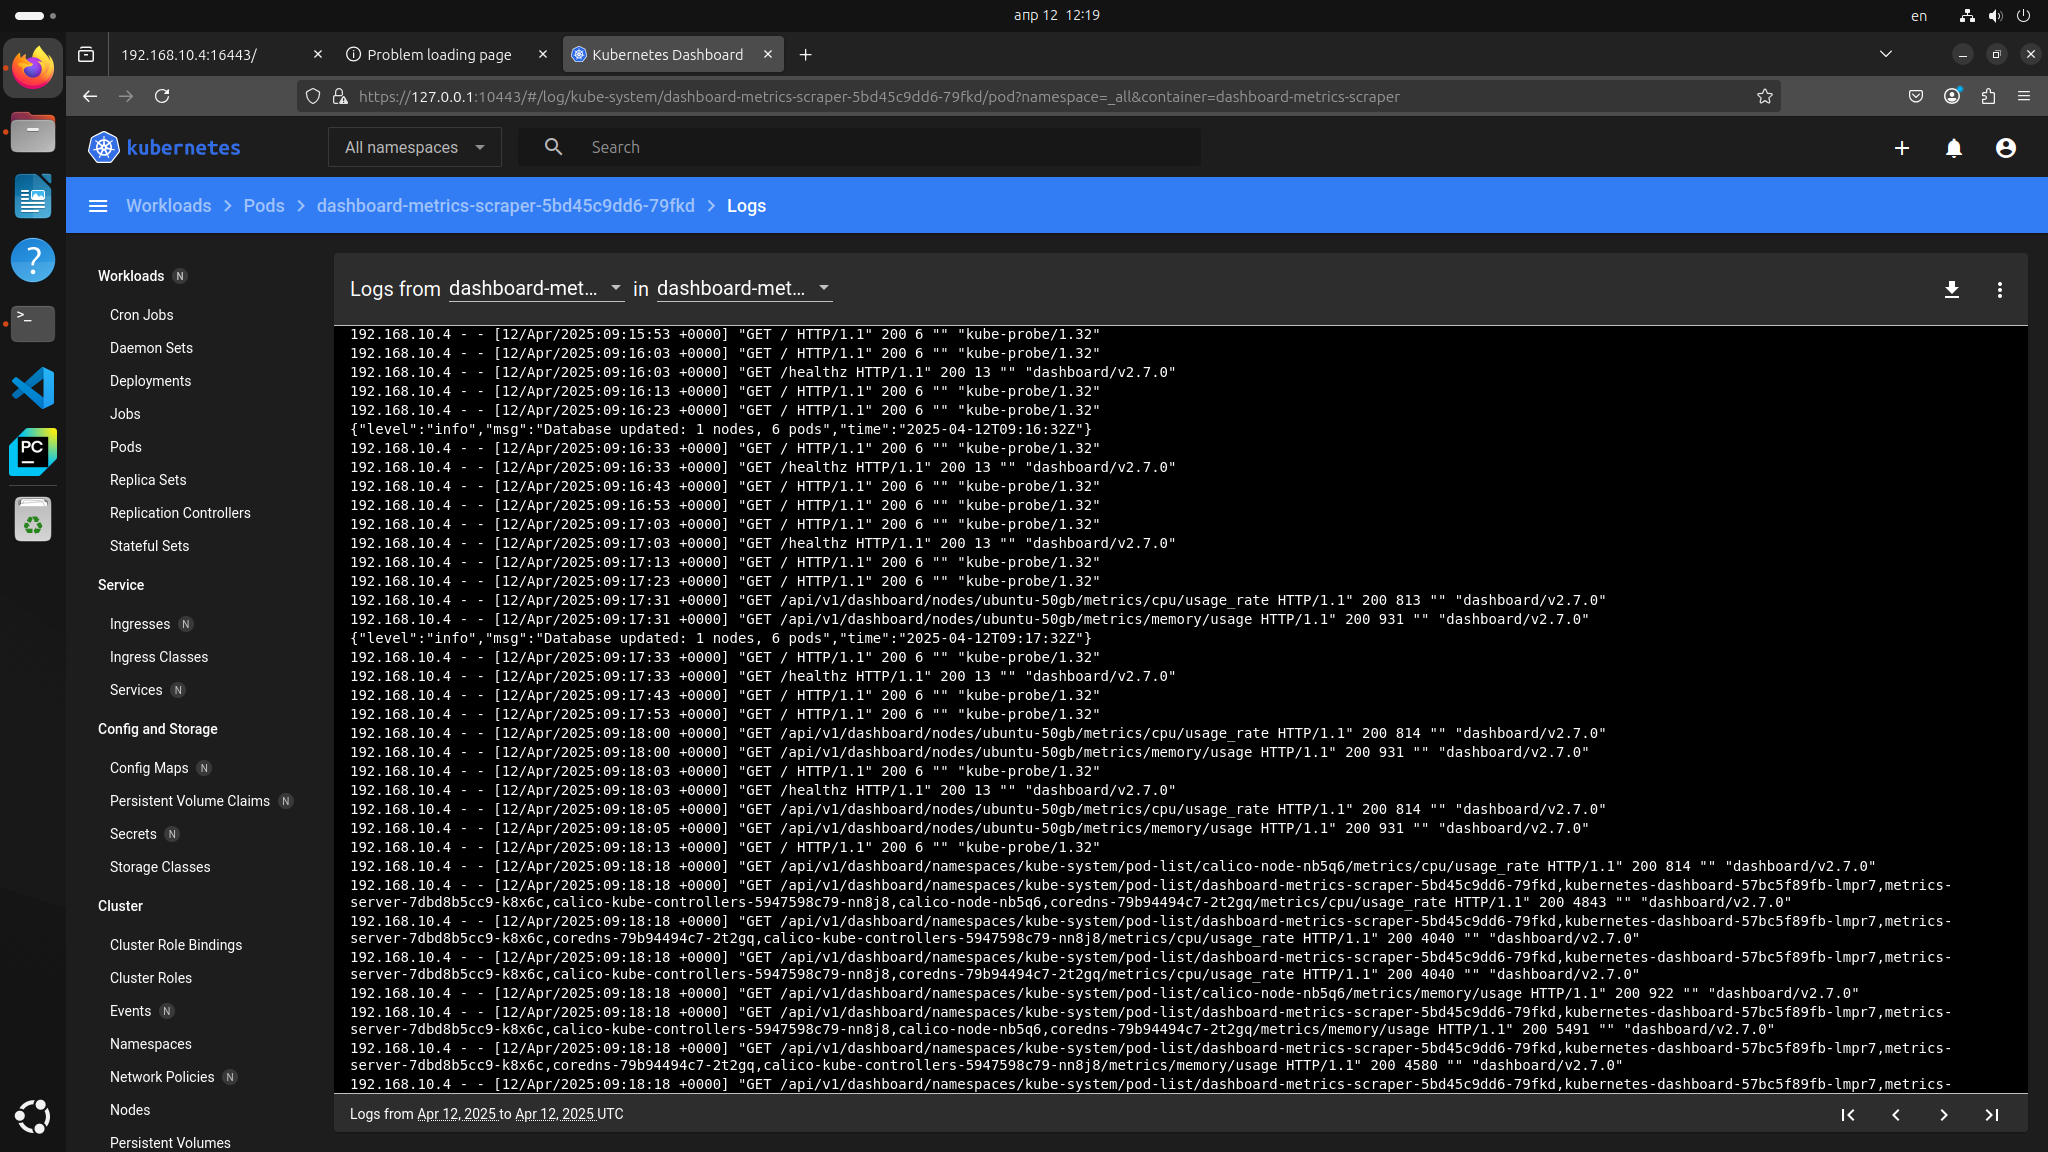 апр 12 12:19
en
192.168.10.4:16443/
Problem loading page
Kubernetes Dashboard
https://127.0.0.1:10443/#/log/kube-system/dashboard-metrics-scraper-5bd45c9dd6-79fkd/pod?namespace=_all&container=dashboard-metrics-scraper
kubernetes
All namespaces
Search
Workloads
Pods
dashboard-metrics-scraper-5bd45c9dd6-79fkd
Logs
Workloads N
Cron Jobs
Daemon Sets
Deployments
Jobs
Pods
Replica Sets
Replication Controllers
Stateful Sets
Service
Ingresses N
Ingress Classes
Services N
Config and Storage
Config Maps N
Persistent Volume Claims N
Secrets N
Storage Classes
Cluster
Cluster Role Bindings
Cluster Roles
Events N
Namespaces
Network Policies N
Nodes
Persistent Volumes
Logs from dashboard-met... in dashboard-met...
192.168.10.4 - - [12/Apr/2025:09:15:53 +0000] "GET / HTTP/1.1" 200 6 "" "kube-probe/1.32"
192.168.10.4 - - [12/Apr/2025:09:16:03 +0000] "GET / HTTP/1.1" 200 6 "" "kube-probe/1.32"
192.168.10.4 - - [12/Apr/2025:09:16:03 +0000] "GET /healthz HTTP/1.1" 200 13 "" "dashboard/v2.7.0"
192.168.10.4 - - [12/Apr/2025:09:16:13 +0000] "GET / HTTP/1.1" 200 6 "" "kube-probe/1.32"
192.168.10.4 - - [12/Apr/2025:09:16:23 +0000] "GET / HTTP/1.1" 200 6 "" "kube-probe/1.32"
{"level":"info","msg":"Database updated: 1 nodes, 6 pods","time":"2025-04-12T09:16:32Z"}
192.168.10.4 - - [12/Apr/2025:09:16:33 +0000] "GET / HTTP/1.1" 200 6 "" "kube-probe/1.32"
192.168.10.4 - - [12/Apr/2025:09:16:33 +0000] "GET /healthz HTTP/1.1" 200 13 "" "dashboard/v2.7.0"
192.168.10.4 - - [12/Apr/2025:09:16:43 +0000] "GET / HTTP/1.1" 200 6 "" "kube-probe/1.32"
192.168.10.4 - - [12/Apr/2025:09:16:53 +0000] "GET / HTTP/1.1" 200 6 "" "kube-probe/1.32"
192.168.10.4 - - [12/Apr/2025:09:17:03 +0000] "GET / HTTP/1.1" 200 6 "" "kube-probe/1.32"
192.168.10.4 - - [12/Apr/2025:09:17:03 +0000] "GET /healthz HTTP/1.1" 200 13 "" "dashboard/v2.7.0"
192.168.10.4 - - [12/Apr/2025:09:17:13 +0000] "GET / HTTP/1.1" 200 6 "" "kube-probe/1.32"
192.168.10.4 - - [12/Apr/2025:09:17:23 +0000] "GET / HTTP/1.1" 200 6 "" "kube-probe/1.32"
192.168.10.4 - - [12/Apr/2025:09:17:31 +0000] "GET /api/v1/dashboard/nodes/ubuntu-50gb/metrics/cpu/usage_rate HTTP/1.1" 200 813 "" "dashboard/v2.7.0"
192.168.10.4 - - [12/Apr/2025:09:17:31 +0000] "GET /api/v1/dashboard/nodes/ubuntu-50gb/metrics/memory/usage HTTP/1.1" 200 931 "" "dashboard/v2.7.0"
{"level":"info","msg":"Database updated: 1 nodes, 6 pods","time":"2025-04-12T09:17:32Z"}
192.168.10.4 - - [12/Apr/2025:09:17:33 +0000] "GET / HTTP/1.1" 200 6 "" "kube-probe/1.32"
192.168.10.4 - - [12/Apr/2025:09:17:33 +0000] "GET /healthz HTTP/1.1" 200 13 "" "dashboard/v2.7.0"
192.168.10.4 - - [12/Apr/2025:09:17:43 +0000] "GET / HTTP/1.1" 200 6 "" "kube-probe/1.32"
192.168.10.4 - - [12/Apr/2025:09:17:53 +0000] "GET / HTTP/1.1" 200 6 "" "kube-probe/1.32"
192.168.10.4 - - [12/Apr/2025:09:18:00 +0000] "GET /api/v1/dashboard/nodes/ubuntu-50gb/metrics/cpu/usage_rate HTTP/1.1" 200 814 "" "dashboard/v2.7.0"
192.168.10.4 - - [12/Apr/2025:09:18:00 +0000] "GET /api/v1/dashboard/nodes/ubuntu-50gb/metrics/memory/usage HTTP/1.1" 200 931 "" "dashboard/v2.7.0"
192.168.10.4 - - [12/Apr/2025:09:18:03 +0000] "GET / HTTP/1.1" 200 6 "" "kube-probe/1.32"
192.168.10.4 - - [12/Apr/2025:09:18:03 +0000] "GET /healthz HTTP/1.1" 200 13 "" "dashboard/v2.7.0"
192.168.10.4 - - [12/Apr/2025:09:18:05 +0000] "GET /api/v1/dashboard/nodes/ubuntu-50gb/metrics/cpu/usage_rate HTTP/1.1" 200 814 "" "dashboard/v2.7.0"
192.168.10.4 - - [12/Apr/2025:09:18:05 +0000] "GET /api/v1/dashboard/nodes/ubuntu-50gb/metrics/memory/usage HTTP/1.1" 200 931 "" "dashboard/v2.7.0"
192.168.10.4 - - [12/Apr/2025:09:18:13 +0000] "GET / HTTP/1.1" 200 6 "" "kube-probe/1.32"
192.168.10.4 - - [12/Apr/2025:09:18:18 +0000] "GET /api/v1/dashboard/namespaces/kube-system/pod-list/calico-node-nb5q6/metrics/cpu/usage_rate HTTP/1.1" 200 814 "" "dashboard/v2.7.0"
192.168.10.4 - - [12/Apr/2025:09:18:18 +0000] "GET /api/v1/dashboard/namespaces/kube-system/pod-list/dashboard-metrics-scraper-5bd45c9dd6-79fkd,kubernetes-dashboard-57bc5f89fb-lmpr7,metrics-
server-7dbd8b5cc9-k8x6c,calico-kube-controllers-5947598c79-nn8j8,calico-node-nb5q6,coredns-79b94494c7-2t2gq/metrics/cpu/usage_rate HTTP/1.1" 200 4843 "" "dashboard/v2.7.0"
192.168.10.4 - - [12/Apr/2025:09:18:18 +0000] "GET /api/v1/dashboard/namespaces/kube-system/pod-list/dashboard-metrics-scraper-5bd45c9dd6-79fkd,kubernetes-dashboard-57bc5f89fb-lmpr7,metrics-
server-7dbd8b5cc9-k8x6c,coredns-79b94494c7-2t2gq,calico-kube-controllers-5947598c79-nn8j8/metrics/cpu/usage_rate HTTP/1.1" 200 4040 "" "dashboard/v2.7.0"
192.168.10.4 - - [12/Apr/2025:09:18:18 +0000] "GET /api/v1/dashboard/namespaces/kube-system/pod-list/dashboard-metrics-scraper-5bd45c9dd6-79fkd,kubernetes-dashboard-57bc5f89fb-lmpr7,metrics-
server-7dbd8b5cc9-k8x6c,calico-kube-controllers-5947598c79-nn8j8,coredns-79b94494c7-2t2gq/metrics/cpu/usage_rate HTTP/1.1" 200 4040 "" "dashboard/v2.7.0"
192.168.10.4 - - [12/Apr/2025:09:18:18 +0000] "GET /api/v1/dashboard/namespaces/kube-system/pod-list/calico-node-nb5q6/metrics/memory/usage HTTP/1.1" 200 922 "" "dashboard/v2.7.0"
192.168.10.4 - - [12/Apr/2025:09:18:18 +0000] "GET /api/v1/dashboard/namespaces/kube-system/pod-list/dashboard-metrics-scraper-5bd45c9dd6-79fkd,kubernetes-dashboard-57bc5f89fb-lmpr7,metrics-
server-7dbd8b5cc9-k8x6c,calico-kube-controllers-5947598c79-nn8j8,calico-node-nb5q6,coredns-79b94494c7-2t2gq/metrics/memory/usage HTTP/1.1" 200 5491 "" "dashboard/v2.7.0"
192.168.10.4 - - [12/Apr/2025:09:18:18 +0000] "GET /api/v1/dashboard/namespaces/kube-system/pod-list/dashboard-metrics-scraper-5bd45c9dd6-79fkd,kubernetes-dashboard-57bc5f89fb-lmpr7,metrics-
server-7dbd8b5cc9-k8x6c,coredns-79b94494c7-2t2gq,calico-kube-controllers-5947598c79-nn8j8/metrics/memory/usage HTTP/1.1" 200 4580 "" "dashboard/v2.7.0"
192.168.10.4 - - [12/Apr/2025:09:18:18 +0000] "GET /api/v1/dashboard/namespaces/kube-system/pod-list/dashboard-metrics-scraper-5bd45c9dd6-79fkd,kubernetes-dashboard-57bc5f89fb-lmpr7,metrics-
Logs from Apr 12, 2025 to Apr 12, 2025 UTC
>_
?
PC